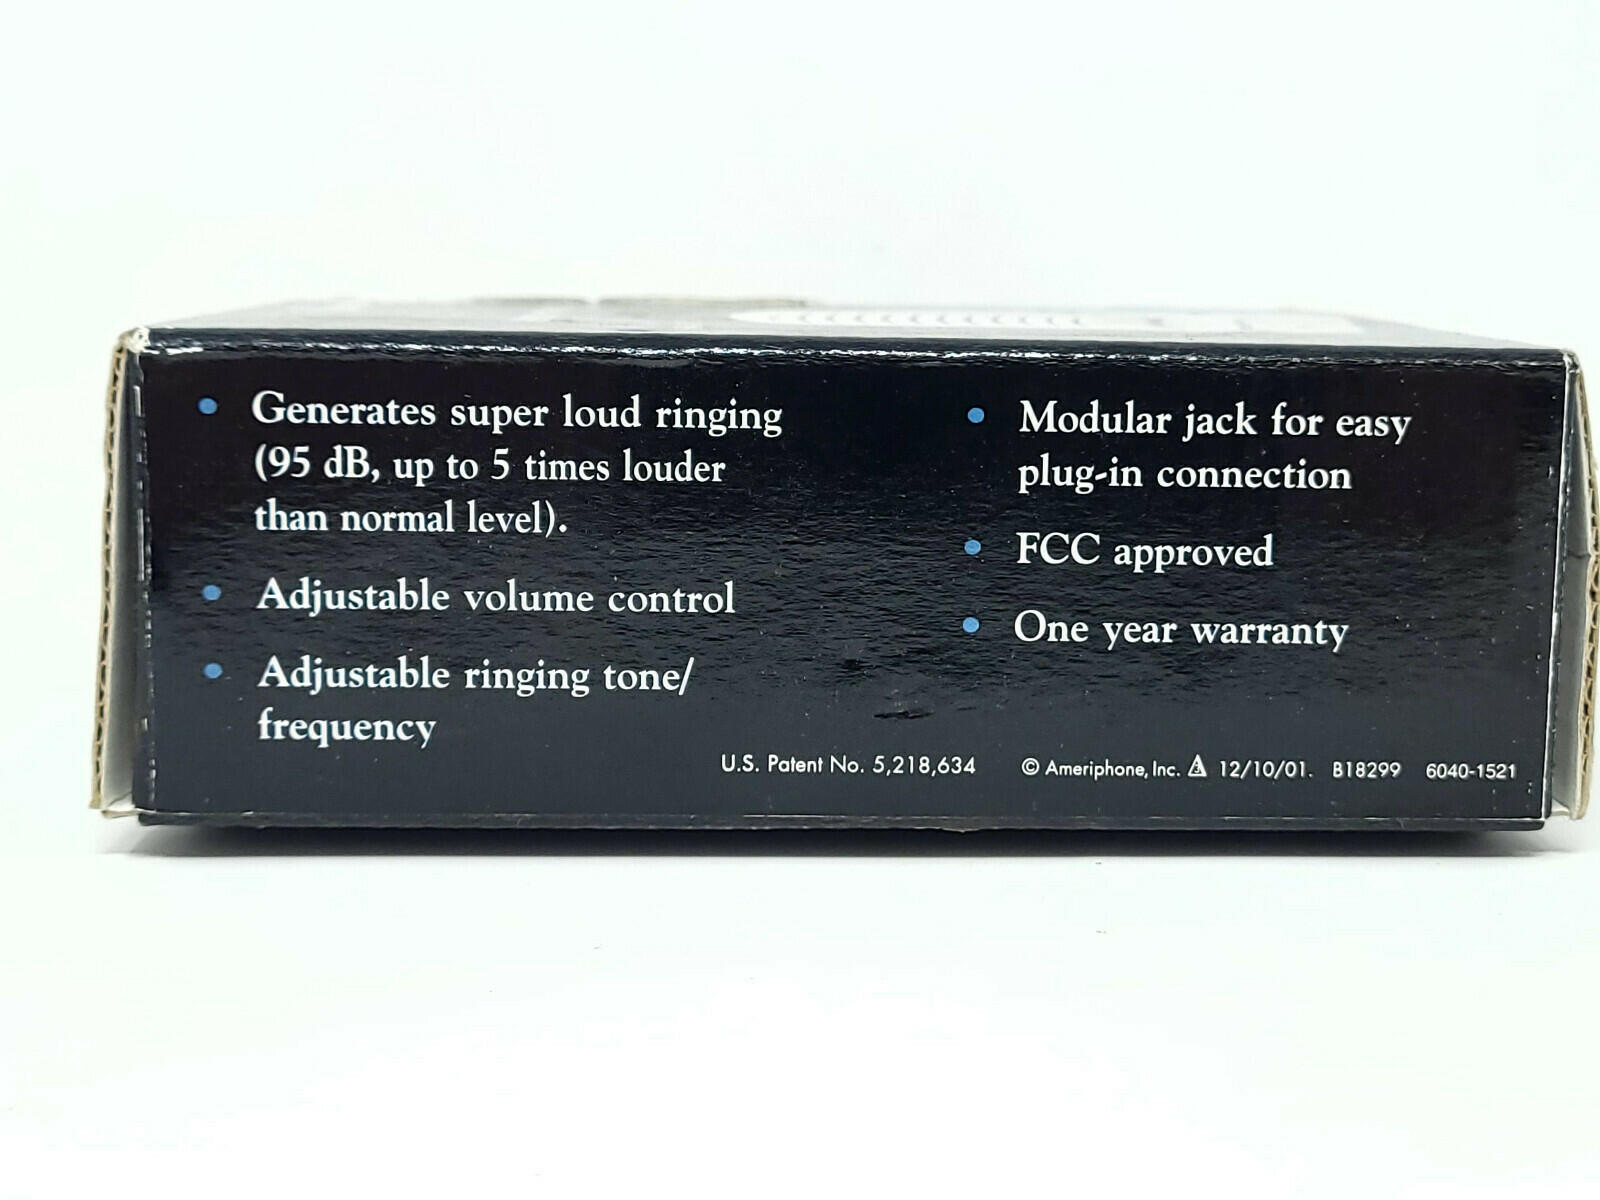 • Generates super loud ringing
(95 dB, up to 5 times louder
than normal level).
• Adjustable volume control
• Adjustable ringing tone/
frequency
• Modular jack for easy
plug-in connection
• FCC approved
• One year warranty
U.S. Patent No. 5,218,634 © Ameriphone, Inc. 12/10/01. B18299 6040-1521